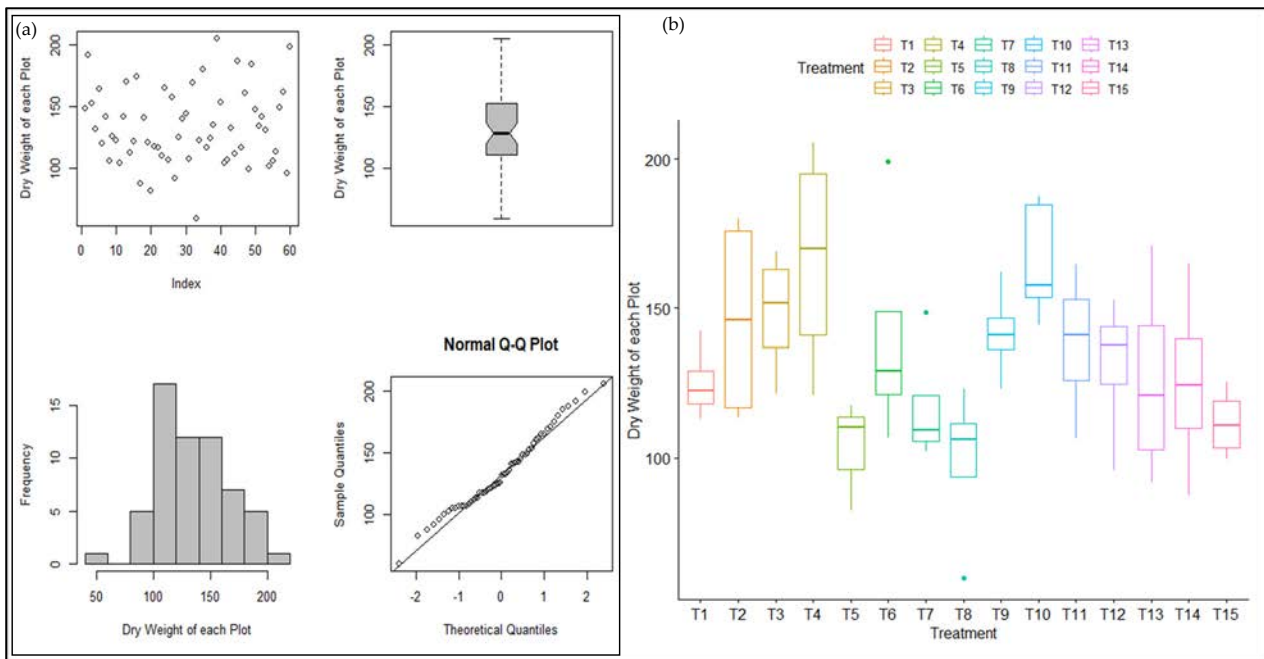 (a)
Dry Weight of each Plot
200
150
100
0 10 20 30 40 50 60
Index
Dry Weight of each Plot
200
150
100
Frequency
15
10
5
0
50 100 150 200
Dry Weight of each Plot
Normal Q-Q Plot
Sample Quantiles
200
150
100
-2 -1 0 1 2
Theoretical Quantiles
(b)
Treatment
T1 T4 T7 T10 T13
T2 T5 T8 T11 T14
T3 T6 T9 T12 T15
Dry Weight of each Plot
200
150
100
T1 T2 T3 T4 T5 T6 T7 T8 T9 T10 T11 T12 T13 T14 T15
Treatment